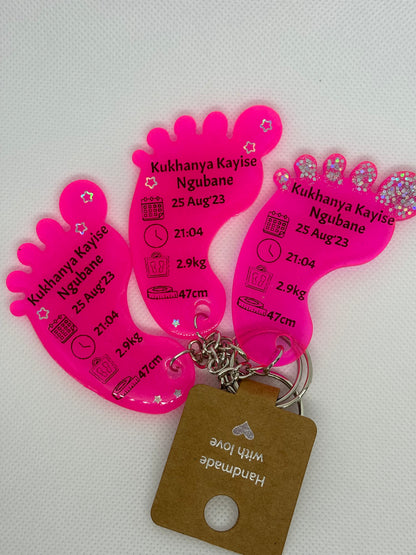 Kukhanya Kayise
Ngubane
25 Aug'23
21:04
2.9kg
47cm
Kukhanya Kayise
Ngubane
25 Aug'23
21:04
2.9kg
47cm
Kukhanya Kayise
Ngubane
25 Aug'23
21:04
2.9kg
47cm
Handmade
with love